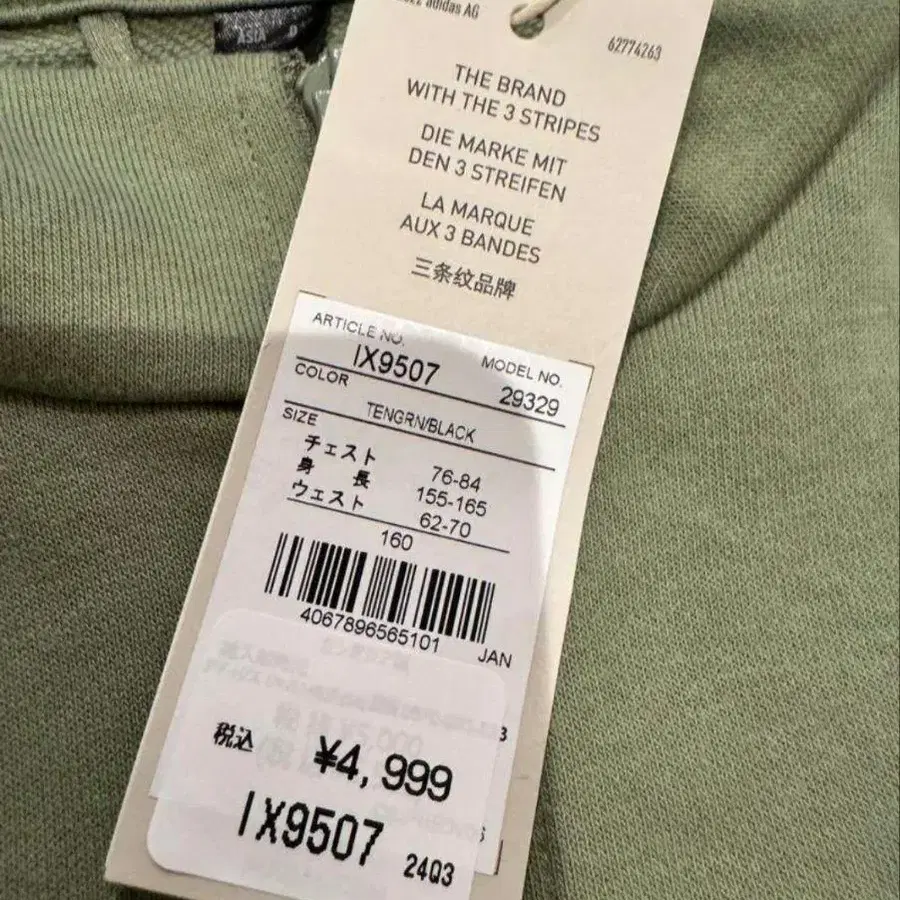 ASIA
2022 adidas AG
62774263
THE BRAND
WITH THE 3 STRIPES
DIE MARKE MIT
DEN 3 STREIFEN
LA MARQUE
AUX 3 BANDES
三条纹品牌
ARTICLE NO.
IX9507
MODEL NO.
29329
COLOR
TENGRN/BLACK
SIZE
チェスト 76-84
身長 155-165
ウェスト 62-70
160
4067896565101
JAN
税込 ¥4,999
IX9507 24Q3